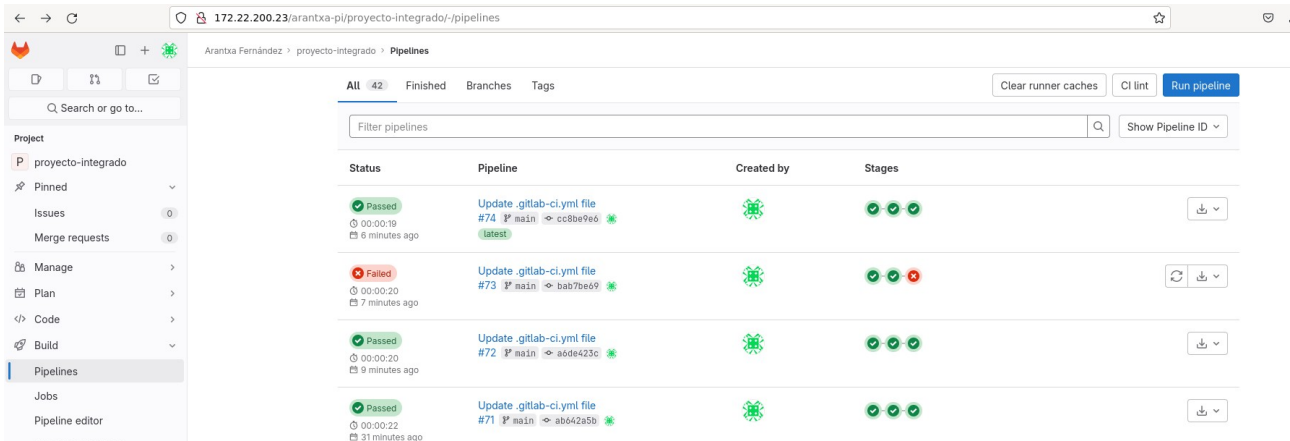 172.22.200.23/arantxa-pi/proyecto-integrado/-/pipelines
Arantxa Fernández › proyecto-integrado › Pipelines
Search or go to...
Project
P proyecto-integrado
Pinned
Issues 0
Merge requests 0
Manage
Plan
Code
Build
Pipelines
Jobs
Pipeline editor
All 42 Finished Branches Tags
Clear runner caches CI lint Run pipeline
Filter pipelines
Show Pipeline ID
Status Pipeline Created by Stages
Passed Update .gitlab-ci.yml file
00:00:19 #74 main cc8be9e6
6 minutes ago latest
Failed Update .gitlab-ci.yml file
00:00:20 #73 main bab7be69
7 minutes ago
Passed Update .gitlab-ci.yml file
00:00:20 #72 main a6de423c
9 minutes ago
Passed Update .gitlab-ci.yml file
00:00:22 #71 main ab642a5b
31 minutes ago